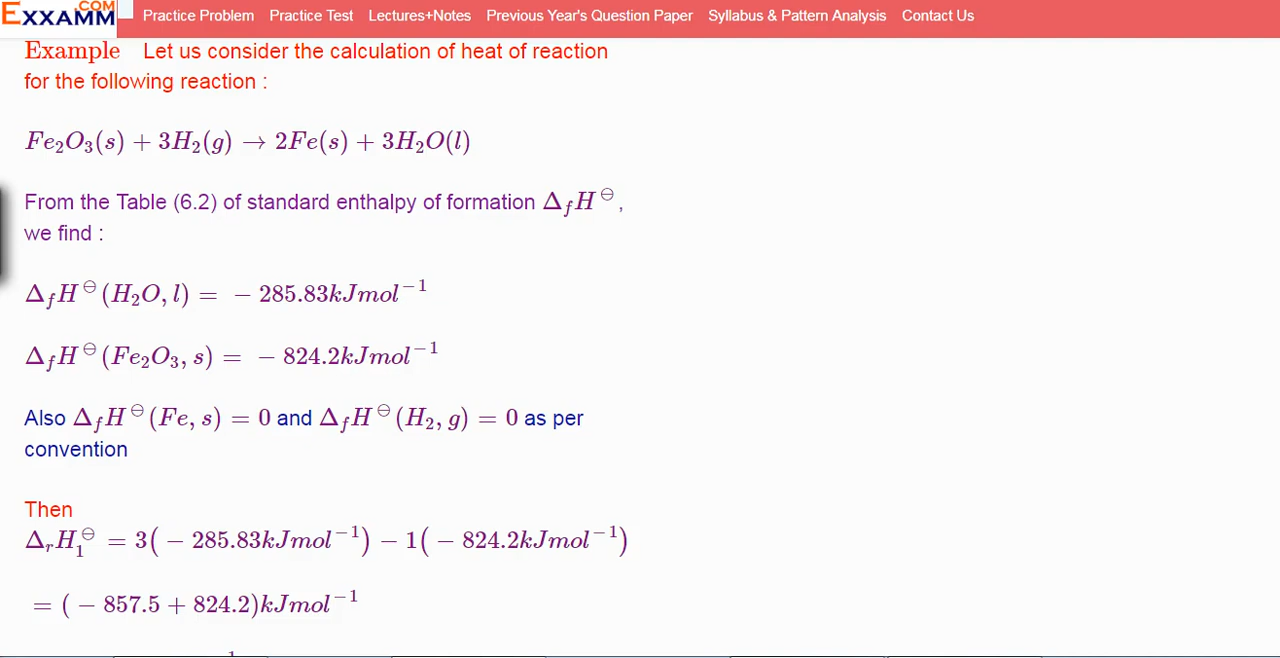 EXXAMM.COM
Practice Problem Practice Test Lectures+Notes Previous Year's Question Paper Syllabus & Pattern Analysis Contact Us
Example Let us consider the calculation of heat of reaction
for the following reaction :
Fe₂O₃(s) + 3H₂(g) → 2Fe(s) + 3H₂O(l)
From the Table (6.2) of standard enthalpy of formation Δ_fH^⊖ ,
we find :
Δ_fH^⊖(H₂O, l) = − 285.83kJmol⁻¹
Δ_fH^⊖(Fe₂O₃, s) = − 824.2kJmol⁻¹
Also Δ_fH^⊖(Fe, s) = 0 and Δ_fH^⊖(H₂, g) = 0 as per
convention
Then
Δ_rH₁^⊖ = 3( − 285.83kJmol⁻¹) − 1( − 824.2kJmol⁻¹)
= ( − 857.5 + 824.2)kJmol⁻¹